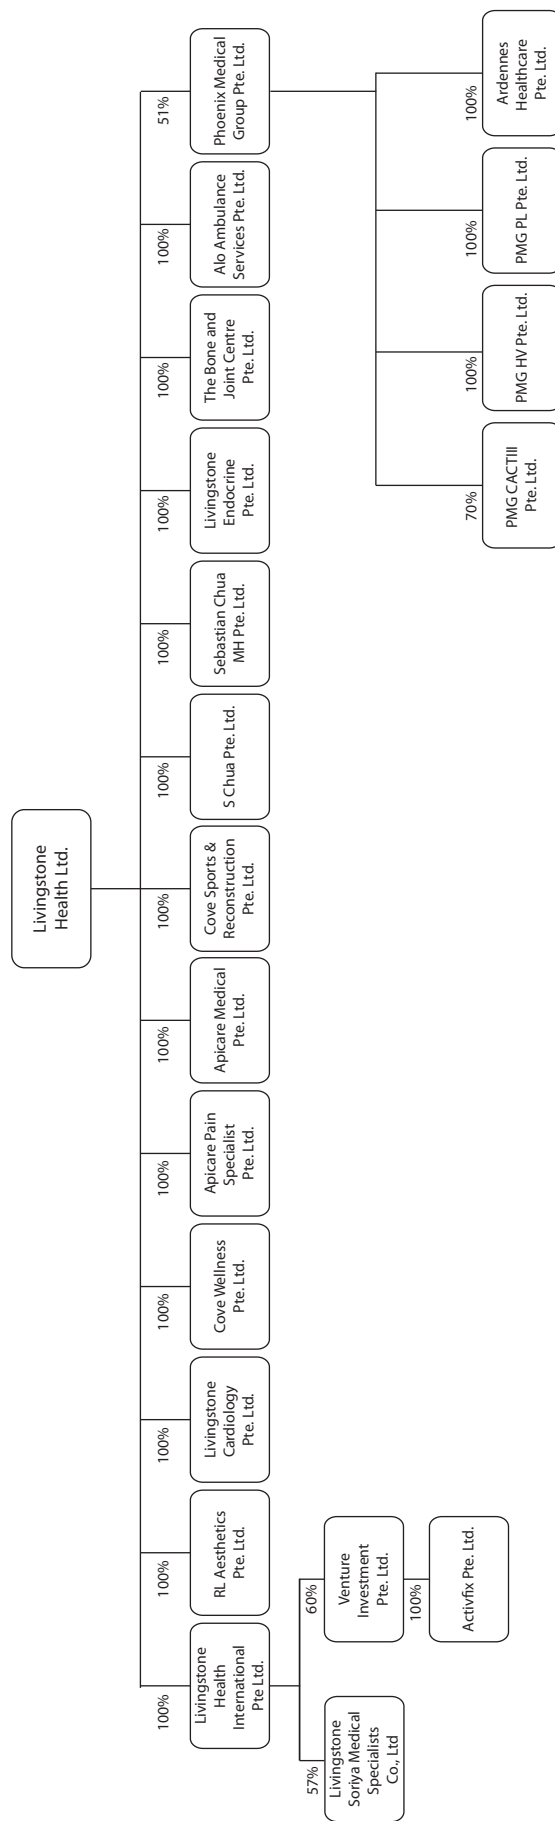 Livingstone
Health Ltd.
100%
Livingstone
Health
International
Pte Ltd.
100%
RL Aesthetics
Pte. Ltd.
100%
Livingstone
Cardiology
Pte. Ltd.
100%
Cove Wellness
Pte. Ltd.
100%
Apicare Pain
Specialist
Pte. Ltd.
100%
Apicare Medical
Pte. Ltd.
100%
Cove Sports &
Reconstruction
Pte. Ltd.
100%
S Chua Pte. Ltd.
100%
Sebastian Chua
MH Pte. Ltd.
100%
Livingstone
Endocrine
Pte. Ltd.
100%
The Bone and
Joint Centre
Pte. Ltd.
100%
Alo Ambulance
Services Pte. Ltd.
51%
Phoenix Medical
Group Pte. Ltd.
57%
Livingstone
Soriya Medical
Specialists
Co., Ltd
60%
Venture
Investment
Pte. Ltd.
100%
Activfix Pte. Ltd.
70%
PMG CACTIII
Pte. Ltd.
100%
PMG HV Pte. Ltd.
100%
PMG PL Pte. Ltd.
100%
Ardennes
Healthcare
Pte. Ltd.